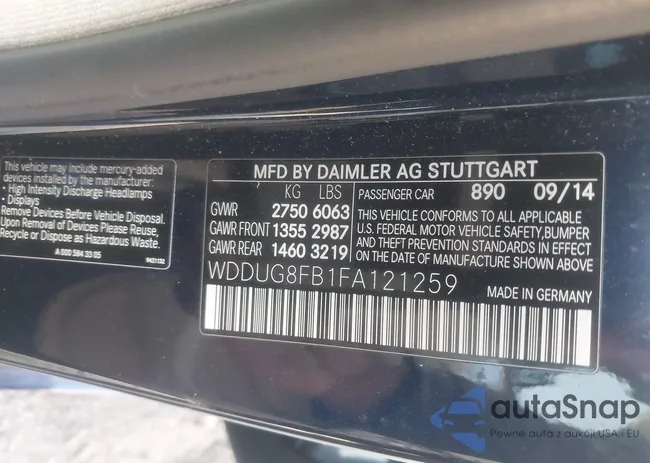 This vehicle may include mercury-added
devices installed by the manufacturer:
• High Intensity Discharge Headlamps
• Displays
Remove Devices Before Vehicle Disposal.
Upon Removal of Devices Please Reuse,
Recycle or Dispose as Hazardous Waste.
A 000 584 33 05
MFD BY DAIMLER AG STUTTGART
KG LBS
GVWR 2750 6063
GAWR FRONT 1355 2987
GAWR REAR 1460 3219
PASSENGER CAR 890 09/14
THIS VEHICLE CONFORMS TO ALL APPLICABLE
U.S. FEDERAL MOTOR VEHICLE SAFETY,BUMPER
AND THEFT PREVENTION STANDARDS IN EFFECT
ON THE DATE OF MANUFACTURE SHOWN ABOVE.
WDDUG8FB1FA121259
MADE IN GERMANY
autoSnap
Pewne auta z aukcji USA i EU